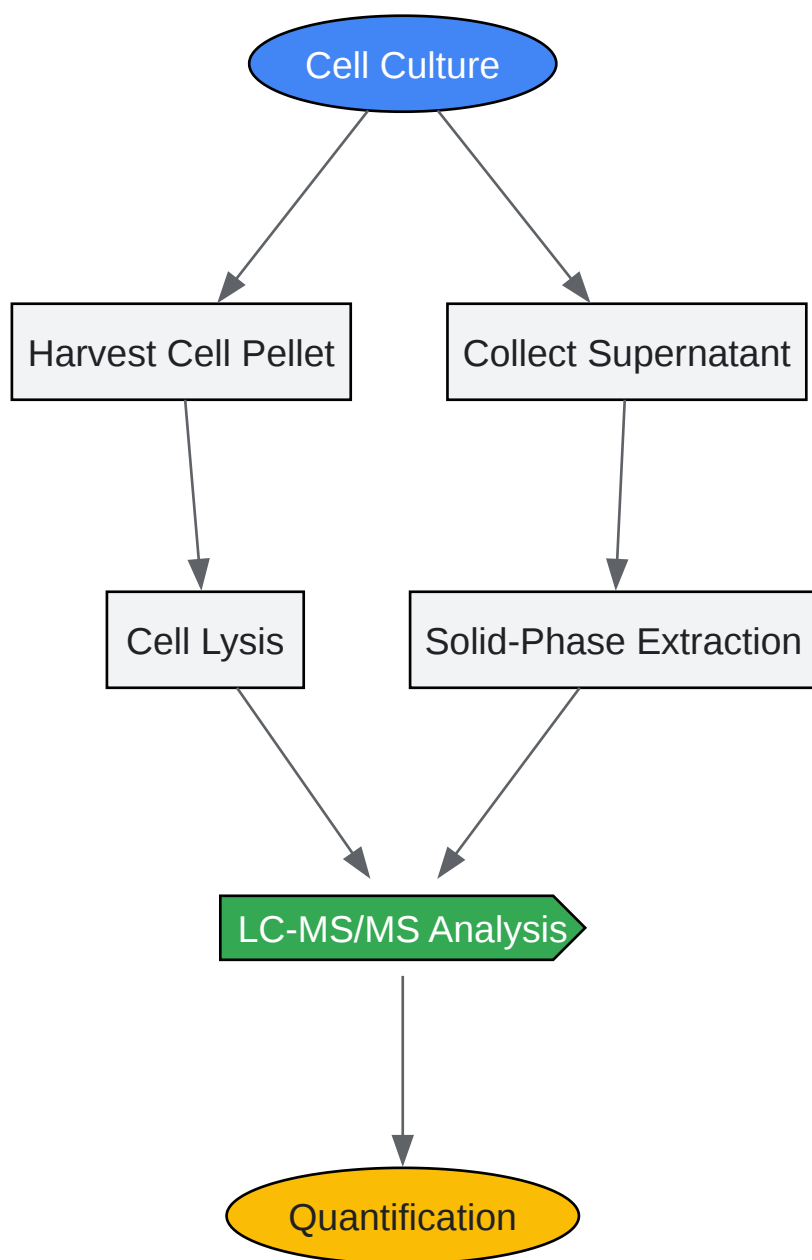 Cell Culture
Harvest Cell Pellet
Collect Supernatant
Cell Lysis
Solid-Phase Extraction
LC-MS/MS Analysis
Quantification